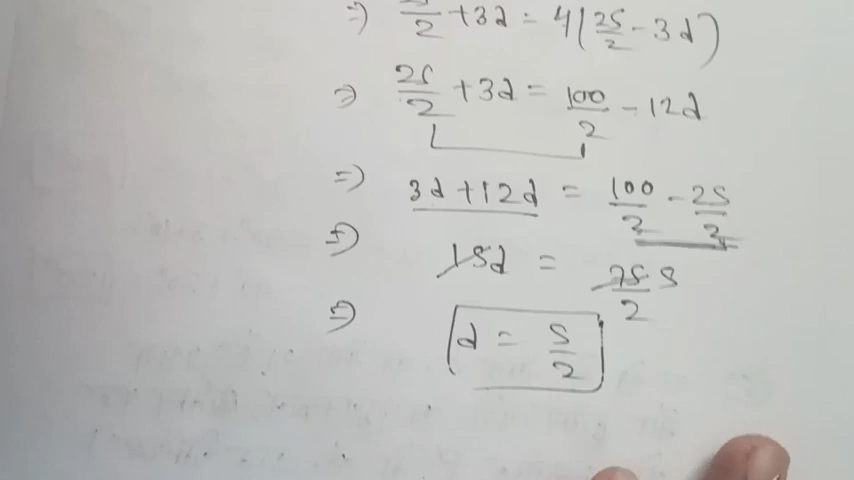 => 25/2 + 3d = 4(25/2 - 3d)
=> 25/2 + 3d = 100/2 - 12d
=> 3d + 12d = 100/2 - 25/2
=> 15d = 75/2 5
=> d = 5/2